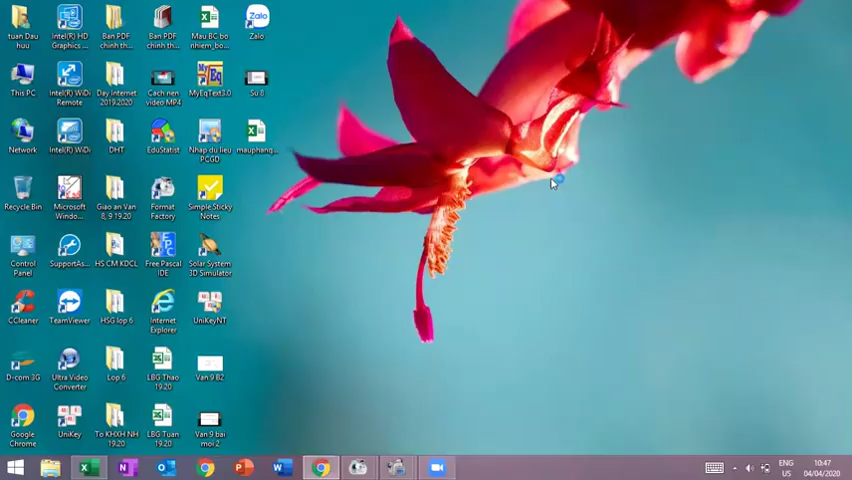 tuan Dau
huu
Intel(R) HD
Graphics ...
Ban PDF
chinh th...
Ban PDF
chinh th...
Mau BC bo
nhiem_bo...
Zalo
This PC
Intel(R) WiDi
Remote
Day Internet
2019.2020
Cach nen
video MP4
MyEqText3.0
Su 8
Network
Intel(R) WiDi
DHT
EduStatist
Nhap du lieu
PCGD
mauphang...
Recycle Bin
Microsoft
Windo...
Giao an Van
8, 9 19.20
Format
Factory
Simple Sticky
Notes
Control
Panel
SupportAs...
HS CM KDCL
Free Pascal
IDE
Solar System
3D Simulator
CCleaner
TeamViewer
HSG lop 6
Internet
Explorer
UniKeyNT
D-com 3G
Ultra Video
Converter
Lop 6
LBG Thao
19.20
Van 9 B2
Google
Chrome
UniKey
To KHXH NH
19.20
LBG Tuan
19.20
Van 9 bai
moi 2
ENG
US
10:47
04/04/2020